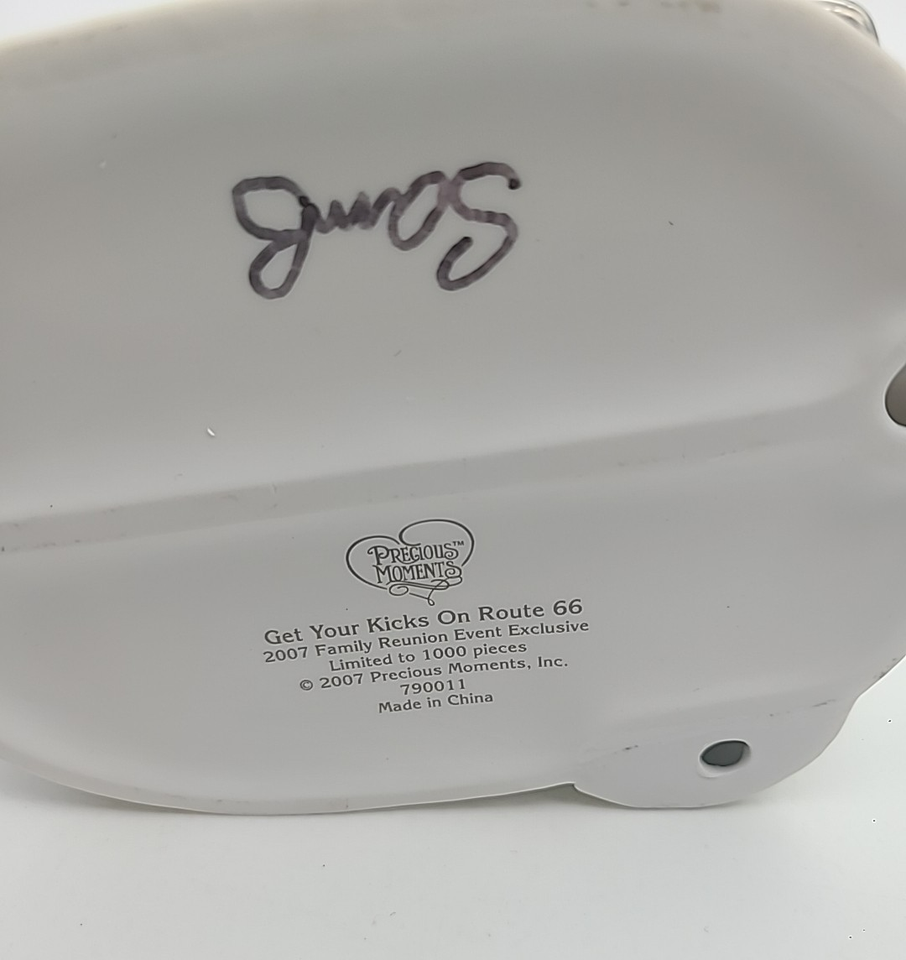 PRECIOUS™
MOMENTS
Get Your Kicks On Route 66
2007 Family Reunion Event Exclusive
Limited to 1000 pieces
© 2007 Precious Moments, Inc.
790011
Made in China